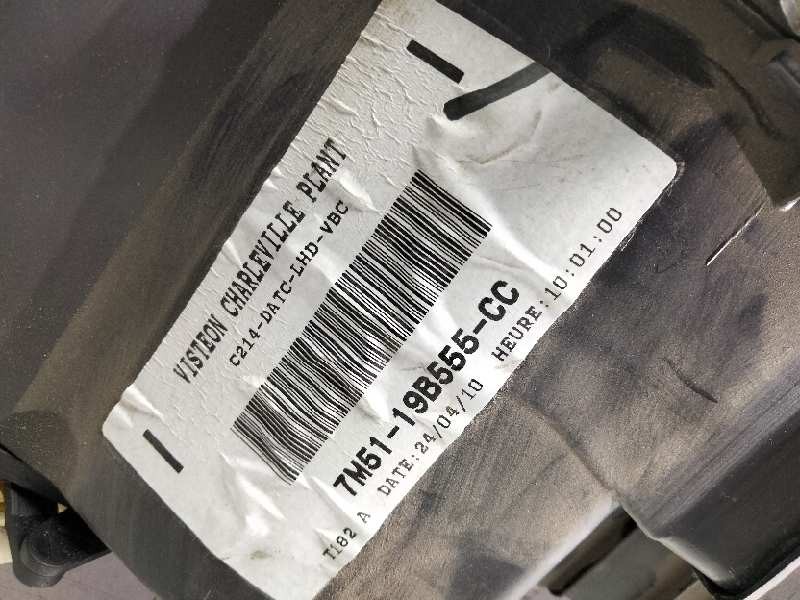 VISTEON CHARLEVILLE PLANT
C214-DATC-LHD-VBC
7M51-19B555-CC
T182 A DATE:24/04/10 HEURE:10:01:00